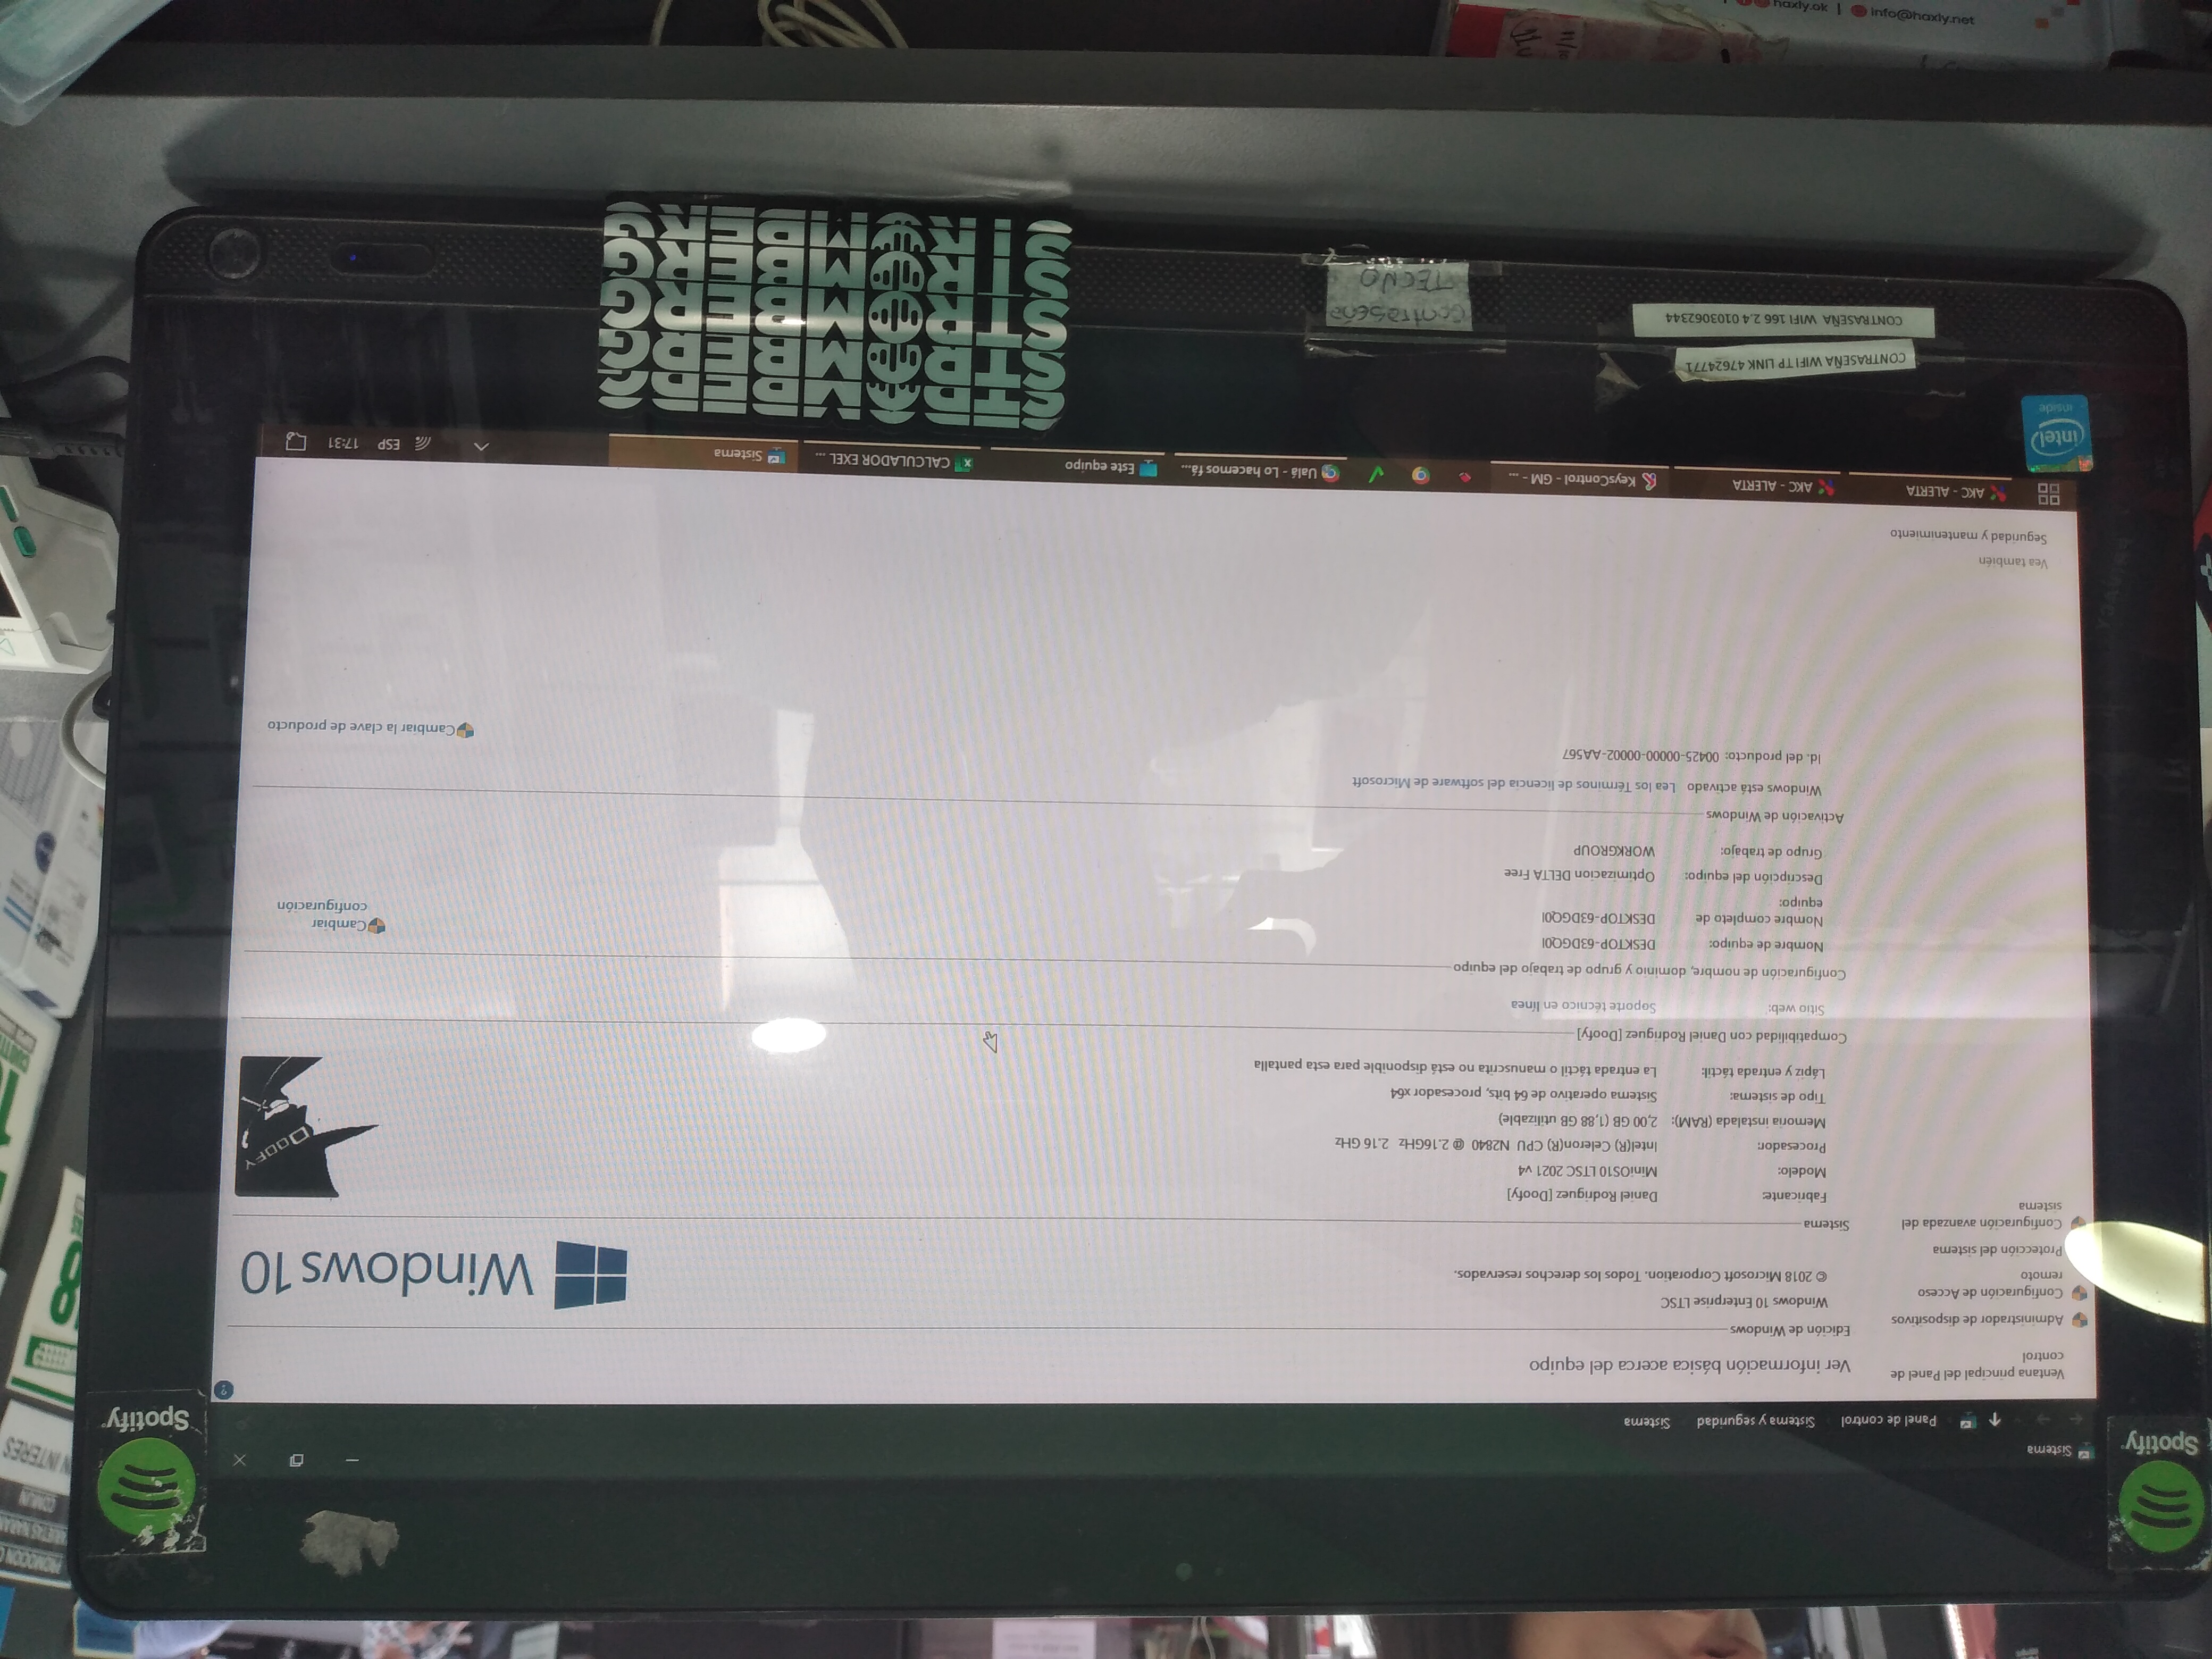 Spotify
Spotify
Sistema
Panel de control
Sistema y seguridad
Sistema
Ventana principal del Panel de
control
Administrador de dispositivos
Configuración de Acceso
remoto
Protección del sistema
Configuración avanzada del
sistema
Ver información básica acerca del equipo
Edición de Windows
Windows 10 Enterprise LTSC
© 2018 Microsoft Corporation. Todos los derechos reservados.
Windows 10
Sistema
Fabricante: Daniel Rodriguez [Doofy]
Modelo: MiniOS10 LTSC 2021 v4
Procesador: Intel(R) Celeron(R) CPU N2840 @ 2.16GHz 2.16 GHz
Memoria instalada (RAM): 2,00 GB (1,88 GB utilizable)
Tipo de sistema: Sistema operativo de 64 bits, procesador x64
Lápiz y entrada táctil: La entrada táctil o manuscrita no está disponible para esta pantalla
DOOFY
Compatibilidad con Daniel Rodriguez [Doofy]
Sitio web: Soporte técnico en línea
Configuración de nombre, dominio y grupo de trabajo del equipo
Nombre de equipo: DESKTOP-63DGQ0I
Nombre completo de
equipo: DESKTOP-63DGQ0I
Descripción del equipo: Optimizacion DELTA Free
Grupo de trabajo: WORKGROUP
Cambiar
configuración
Activación de Windows
Windows está activado Lea los Términos de licencia del software de Microsoft
Id. del producto: 00425-00000-00002-AA567
Cambiar la clave de producto
Vea también
Seguridad y mantenimiento
AKC - ALERTA
AKC - ALERTA
KeysControl - GM - ...
Ualá - Lo hacemos fá...
Este equipo
CALCULADOR EXEL ...
Sistema
ESP
17:31
intel
inside
CONTRASEÑA WIFI TP LINK 47624771
CONTRASEÑA WIFI 166 2.4 0103062344
Contraseña
TECNO
STROMBERG
STROMBERG
STROMBERG
STROMBERG
STROMBERG
info@haxly.net